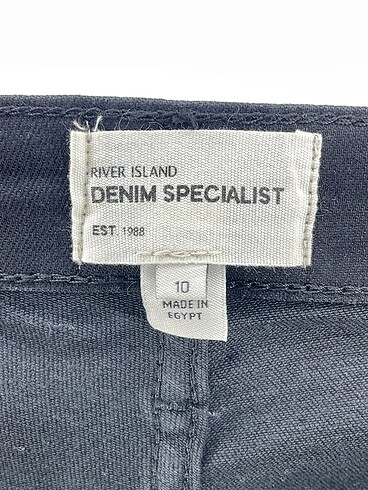 RIVER ISLAND
DENIM SPECIALIST
EST. 1988
10
MADE IN
EGYPT